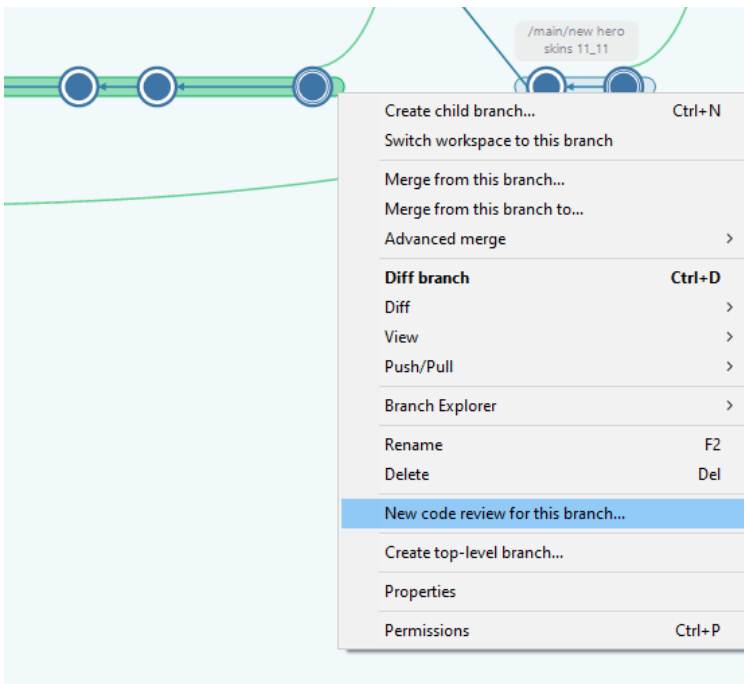 /main/new hero
skins 11_11
Create child branch... Ctrl+N
Switch workspace to this branch
Merge from this branch...
Merge from this branch to...
Advanced merge
Diff branch Ctrl+D
Diff
View
Push/Pull
Branch Explorer
Rename F2
Delete Del
New code review for this branch...
Create top-level branch...
Properties
Permissions Ctrl+P